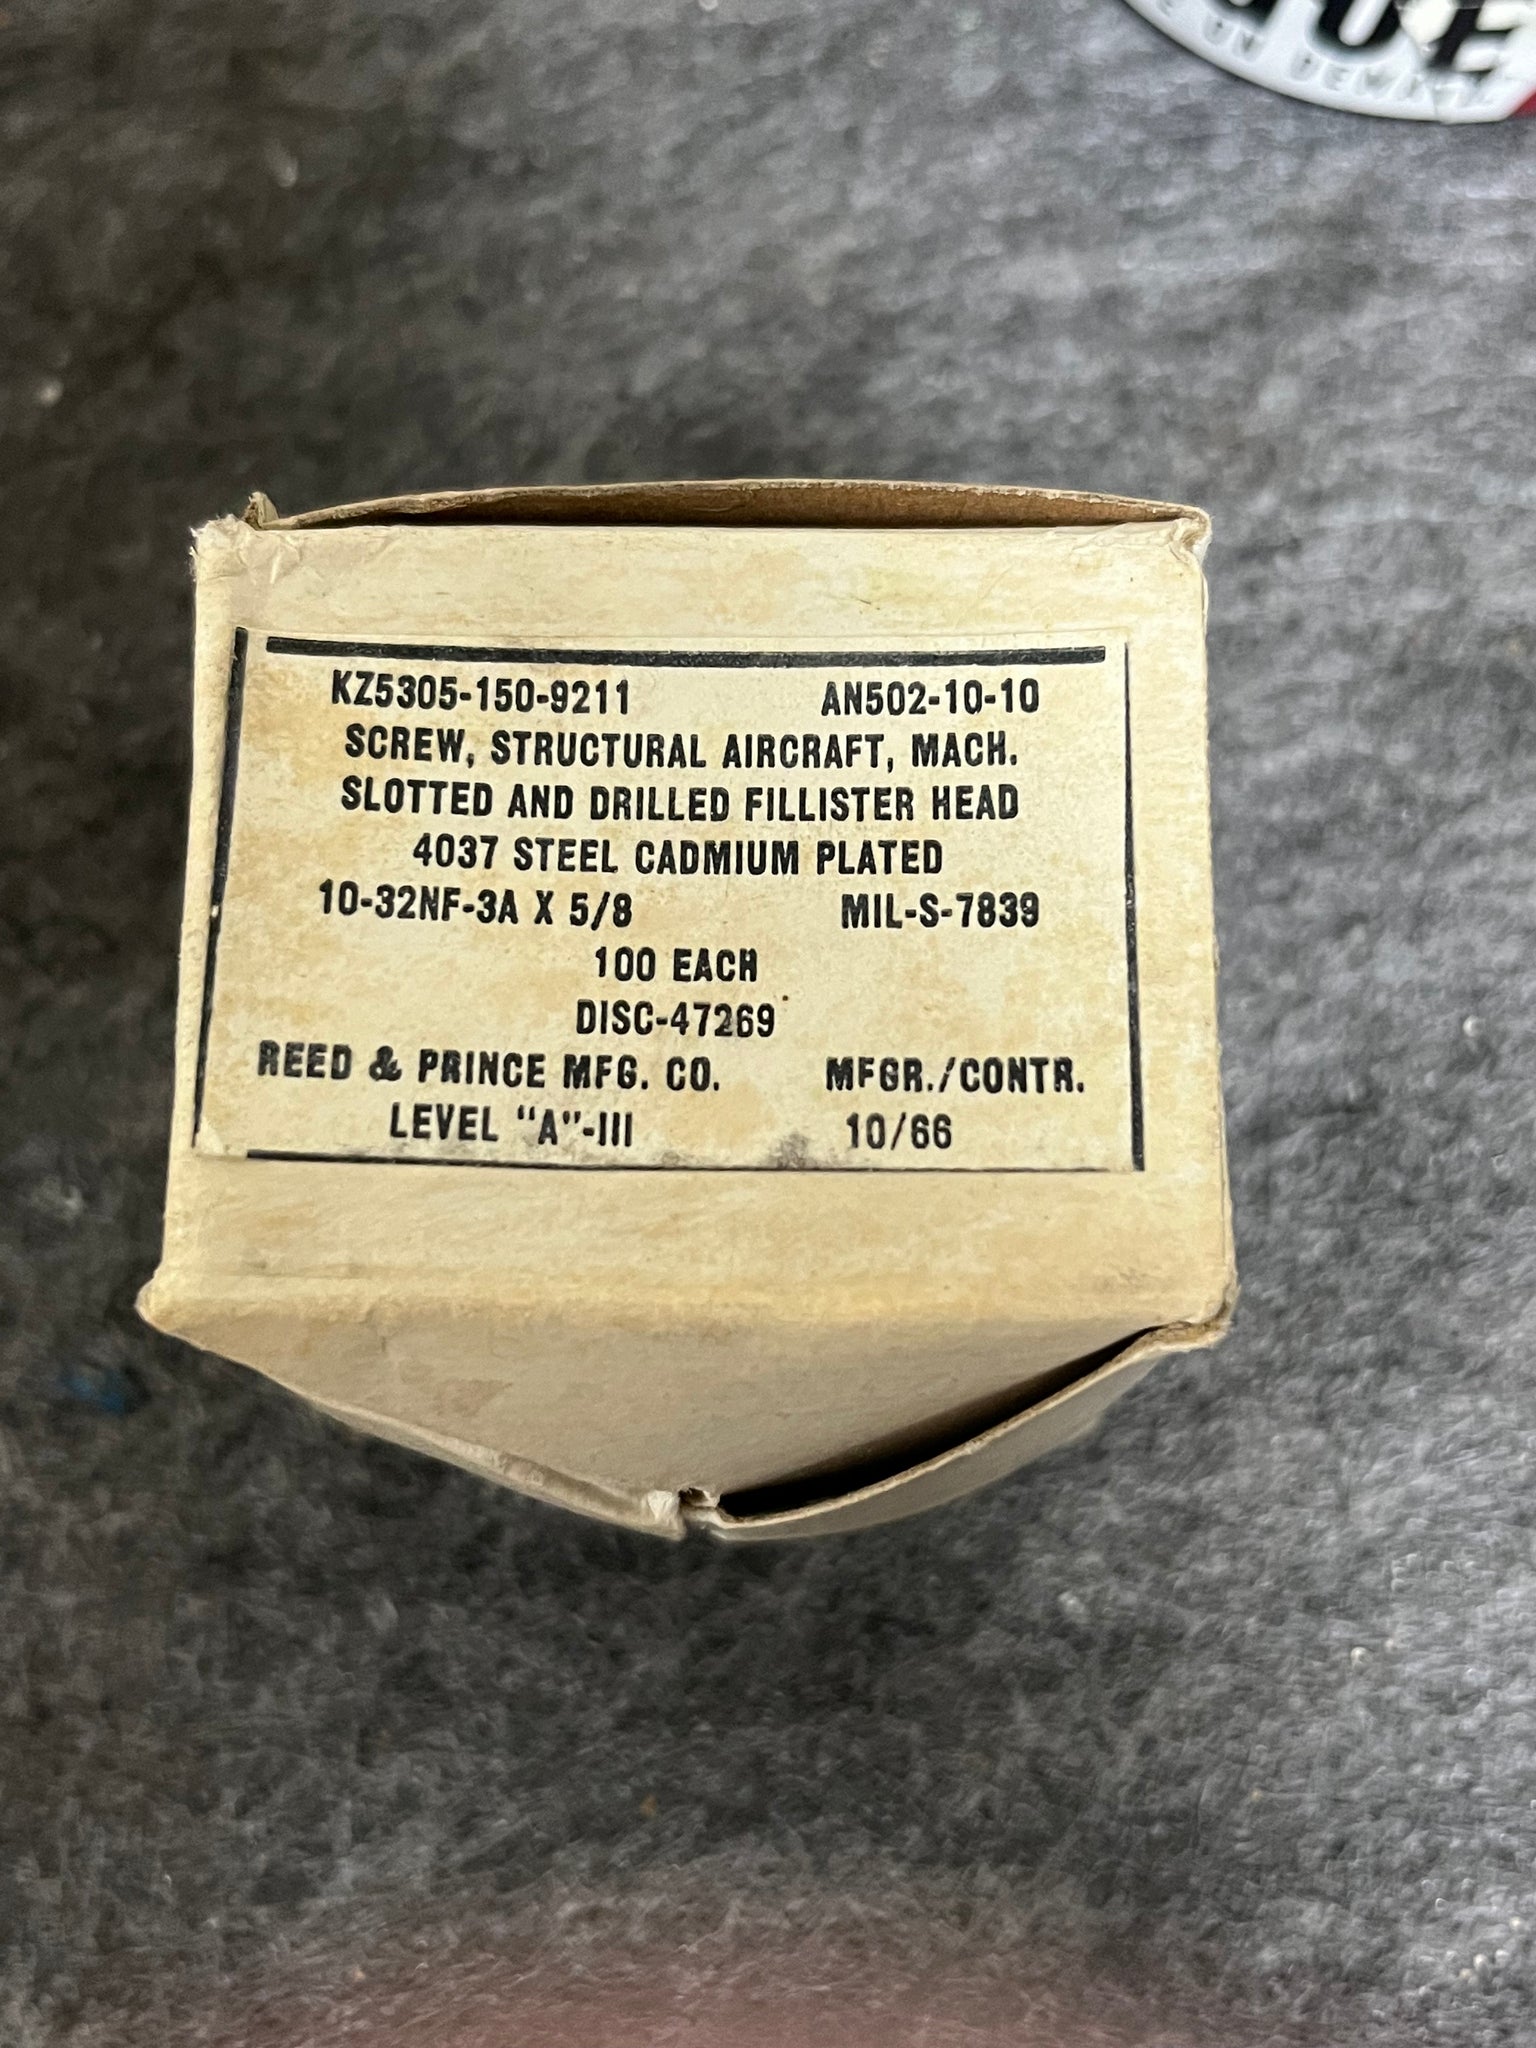 ON DEMAND
KZ5305-150-9211 AN502-10-10
SCREW, STRUCTURAL AIRCRAFT, MACH.
SLOTTED AND DRILLED FILLISTER HEAD
4037 STEEL CADMIUM PLATED
10-32NF-3A X 5/8 MIL-S-7839
100 EACH
DISC-47269
REED & PRINCE MFG. CO. MFGR./CONTR.
LEVEL "A"-III 10/66